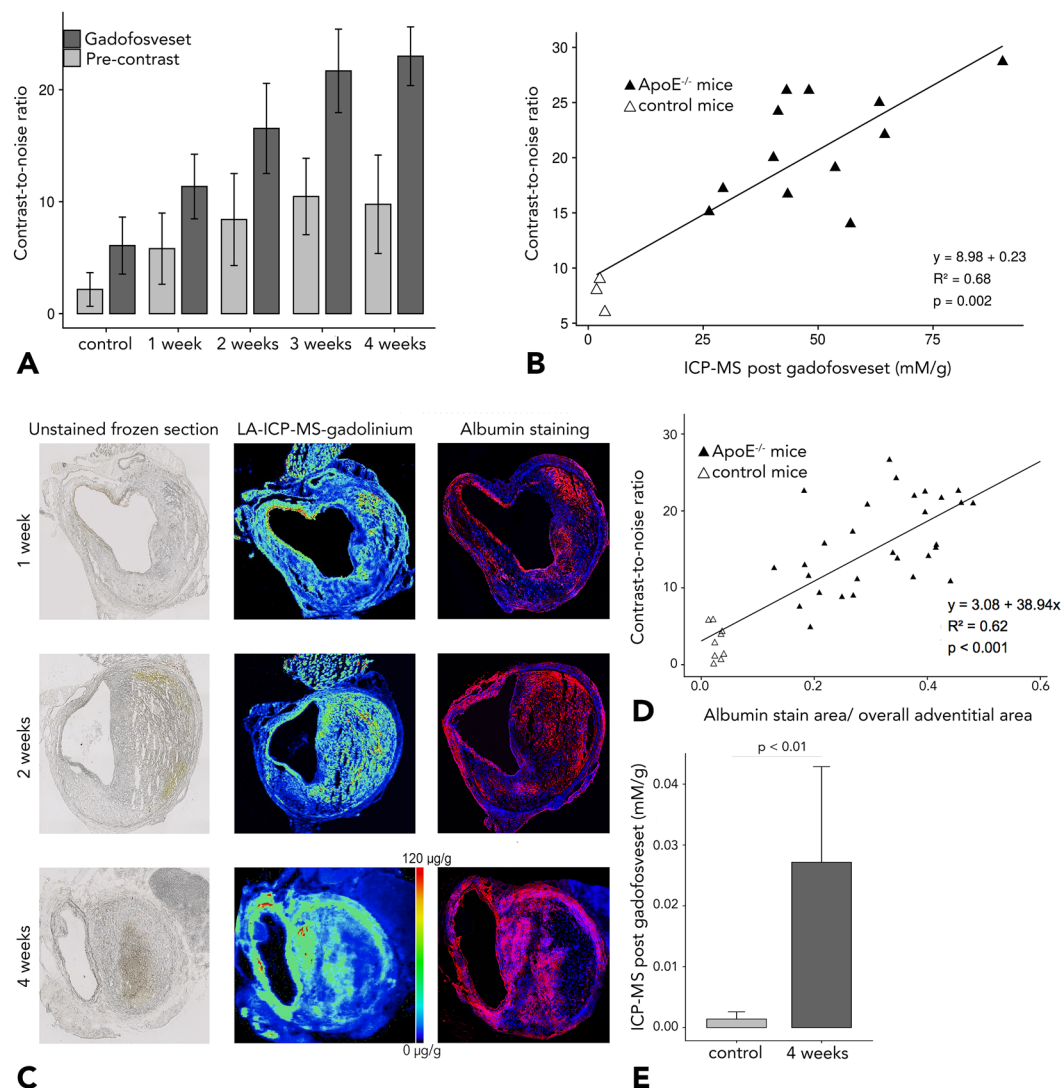 Gadofosveset
Pre-contrast
Contrast-to-noise ratio
20
10
0
control
1 week
2 weeks
3 weeks
4 weeks
A
30
25
20
15
10
5
Contrast-to-noise ratio
ApoE⁻/⁻ mice
control mice
y = 8.98 + 0.23
R² = 0.68
p = 0.002
0
25
50
75
ICP-MS post gadofosveset (mM/g)
B
Unstained frozen section
LA-ICP-MS-gadolinium
Albumin staining
1 week
2 weeks
4 weeks
120 µg/g
0 µg/g
C
30
20
10
0
Contrast-to-noise ratio
ApoE⁻/⁻ mice
control mice
y = 3.08 + 38.94x
R² = 0.62
p < 0.001
0.0
0.2
0.4
0.6
Albumin stain area/ overall adventitial area
D
p < 0.01
0.04
0.03
0.02
0.01
0.00
ICP-MS post gadofosveset (mM/g)
control
4 weeks
E